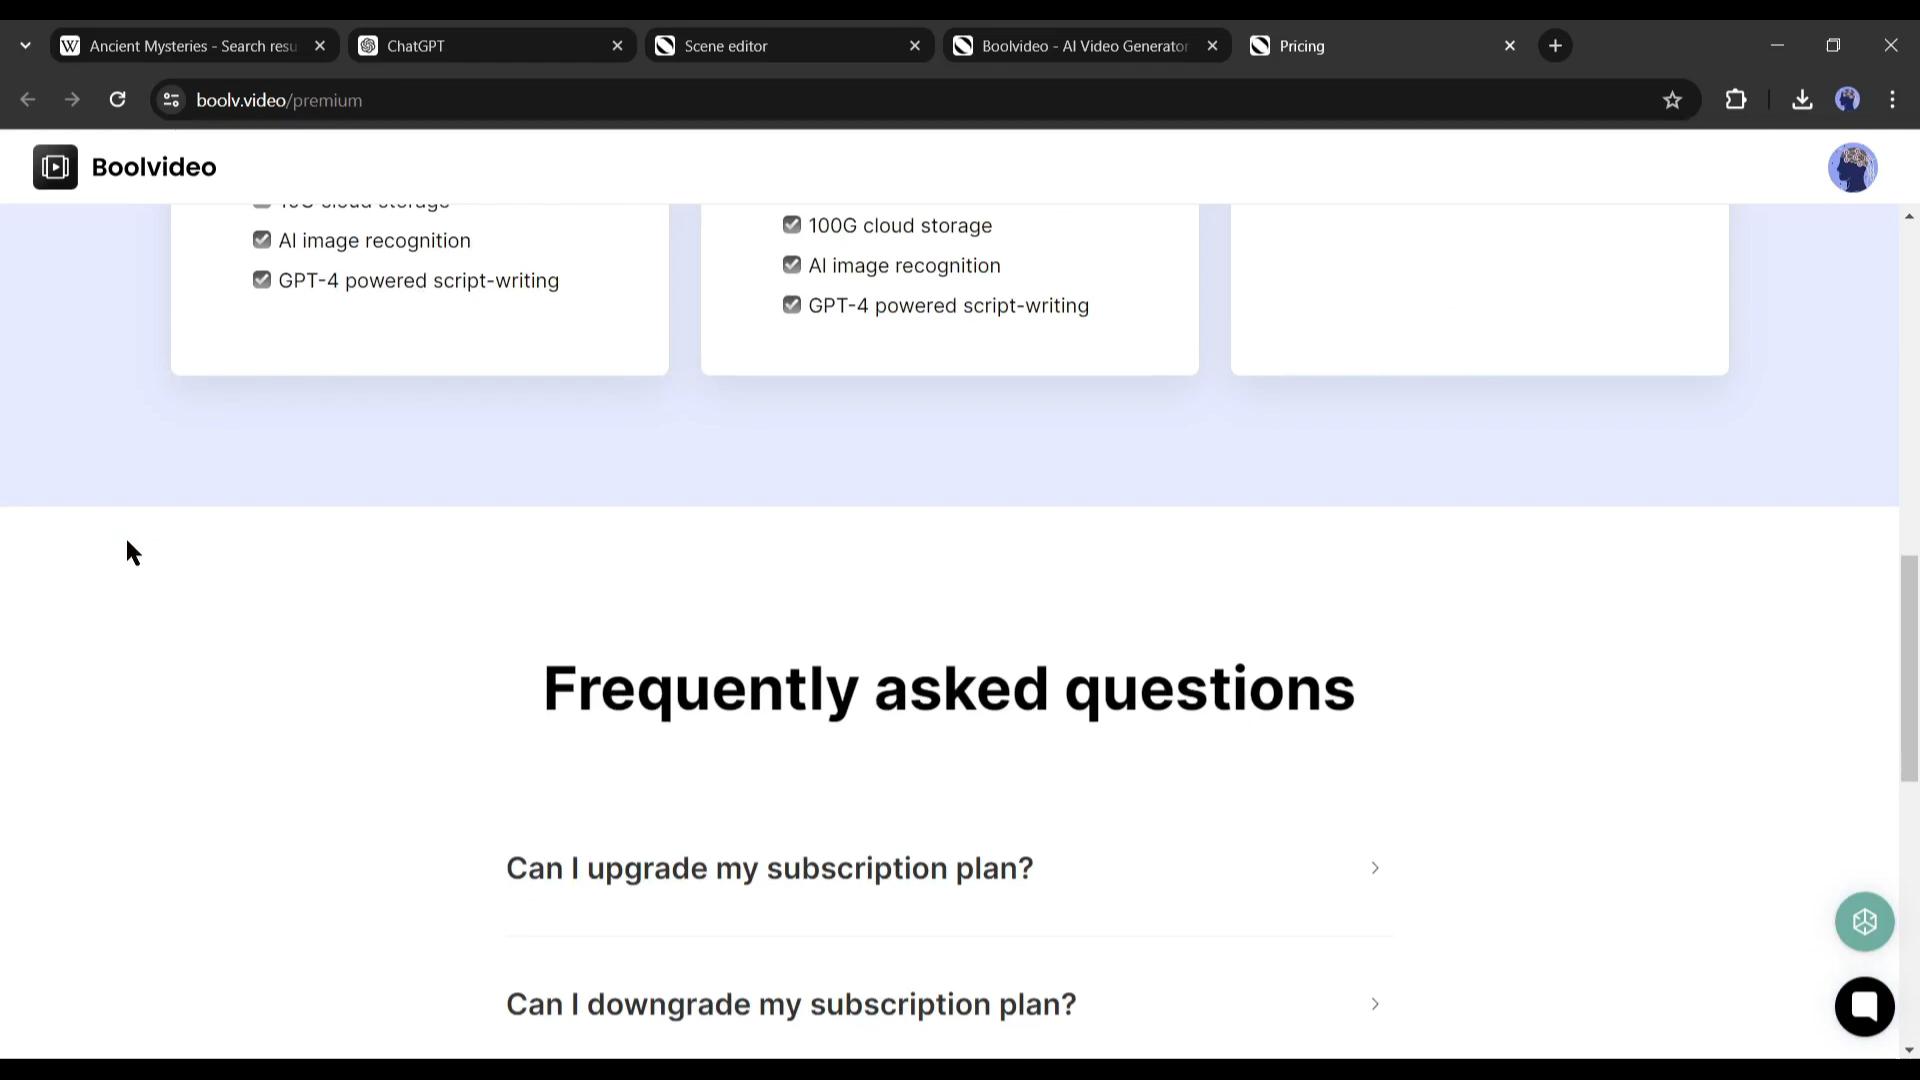 Ancient Mysteries - Search resu
ChatGPT
Scene editor
Boolvideo - AI Video Generator
Pricing
boolv.video/premium
Boolvideo
cloud storage
AI image recognition
GPT-4 powered script-writing
100G cloud storage
AI image recognition
GPT-4 powered script-writing
Frequently asked questions
Can I upgrade my subscription plan?
Can I downgrade my subscription plan?